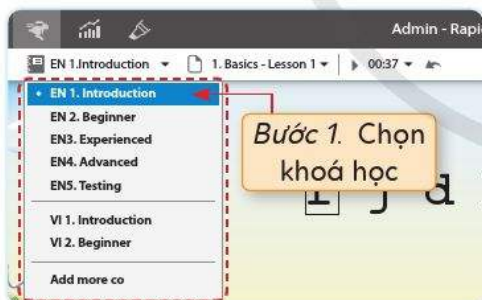 Admin - Rapi
EN 1.Introduction 1. Basics - Lesson 1 00:37
EN 1. Introduction
EN 2. Beginner
EN3. Experienced
EN4. Advanced
EN5. Testing
VI 1. Introduction
VI 2. Beginner
Add more co
Bước 1. Chọn
khoá học
j d